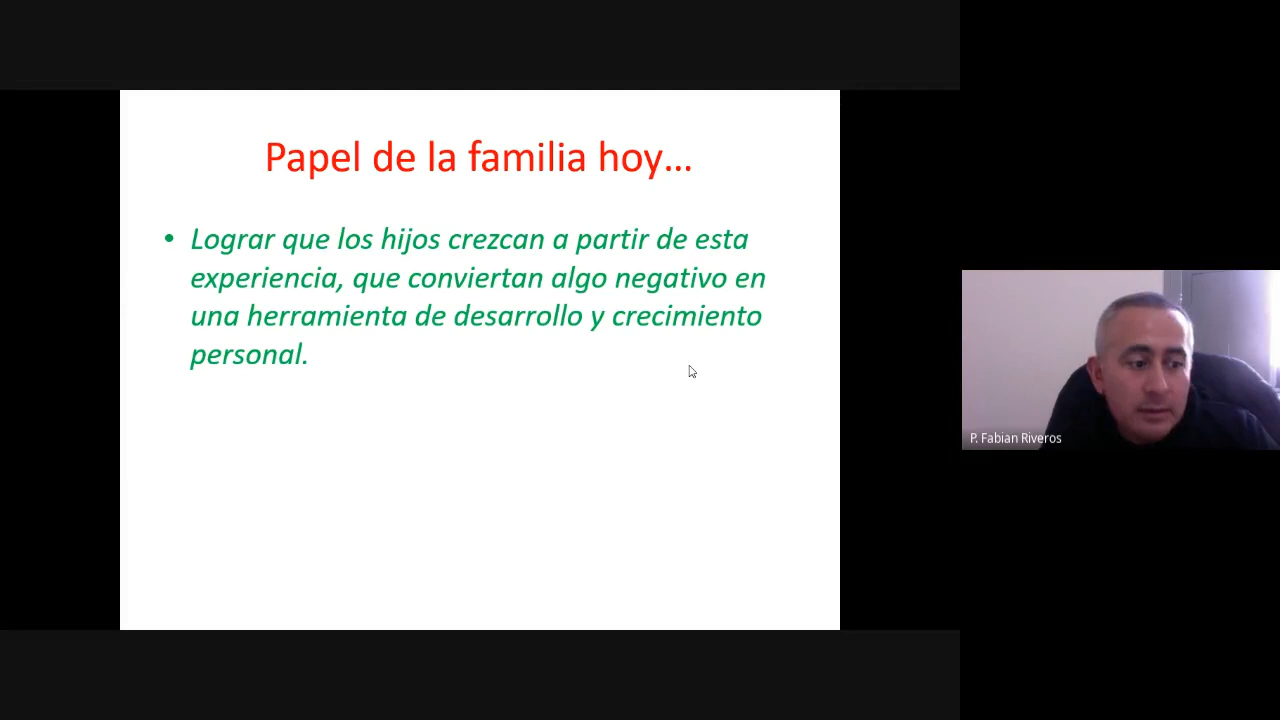 Papel de la familia hoy...
• Lograr que los hijos crezcan a partir de esta
experiencia, que conviertan algo negativo en
una herramienta de desarrollo y crecimiento
personal.
P. Fabian Riveros